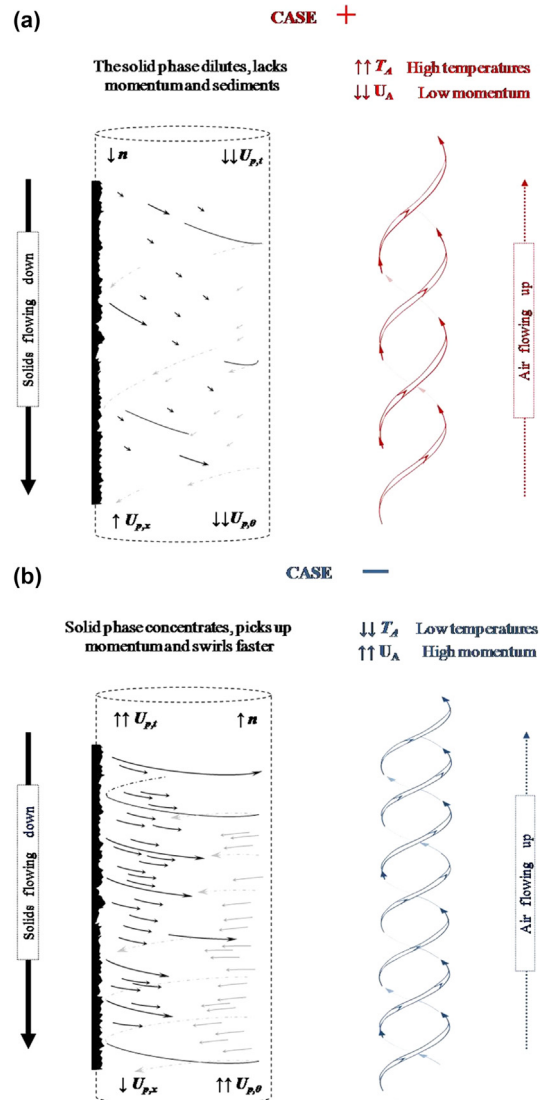 (a)
CASE +
The solid phase dilutes, lacks
momentum and sediments
↑↑ T_A High temperatures
↓↓ U_A Low momentum
↓ n ↓↓ U_p,t
Solids flowing down
Air flowing up
↑ U_p,x ↓↓U_p,θ
(b)
CASE −
Solid phase concentrates, picks up
momentum and swirls faster
↓↓ T_A Low temperatures
↑↑ U_A High momentum
↑↑ U_p,t ↑ n
Solids flowing down
Air flowing up
↓ U_p,x ↑↑ U_p,θ